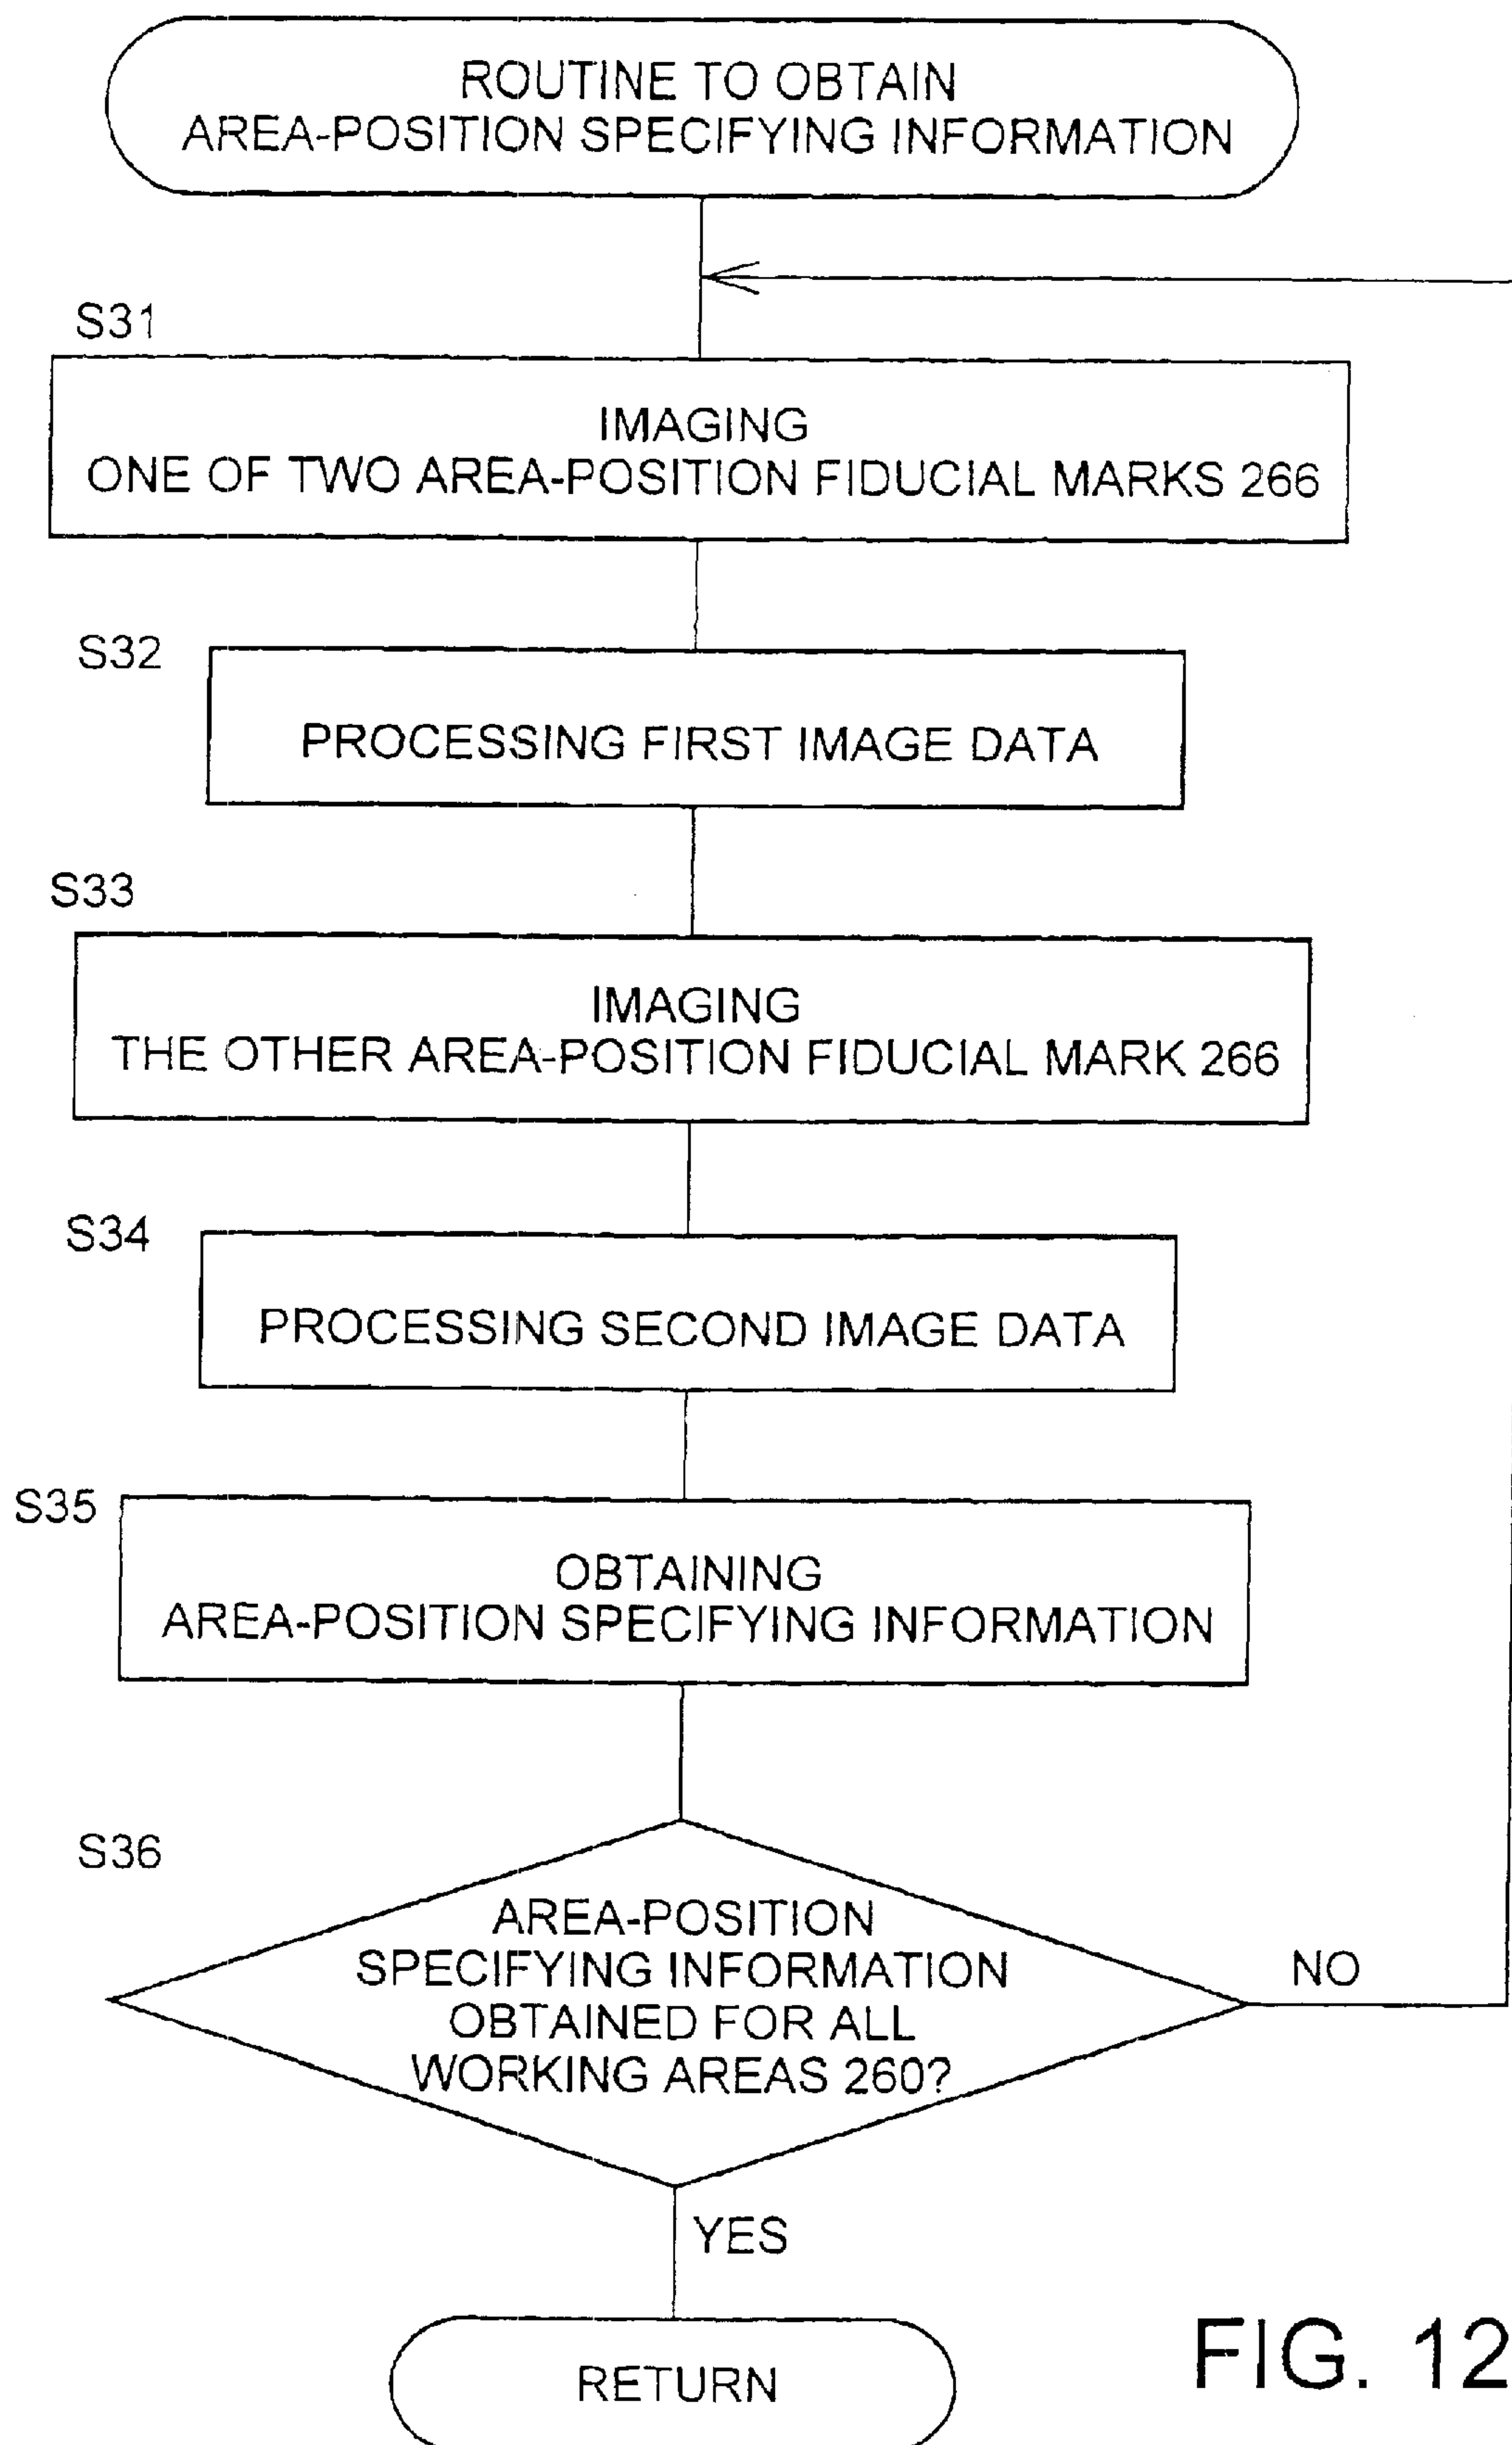 ROUTINE TO OBTAIN
AREA-POSITION SPECIFYING INFORMATION
S31
IMAGING
ONE OF TWO AREA-POSITION FIDUCIAL MARKS 266
S32
PROCESSING FIRST IMAGE DATA
S33
IMAGING
THE OTHER AREA-POSITION FIDUCIAL MARK 266
S34
PROCESSING SECOND IMAGE DATA
S35
OBTAINING
AREA-POSITION SPECIFYING INFORMATION
S36
AREA-POSITION
SPECIFYING INFORMATION
OBTAINED FOR ALL
WORKING AREAS 260?
NO
YES
RETURN
FIG. 12